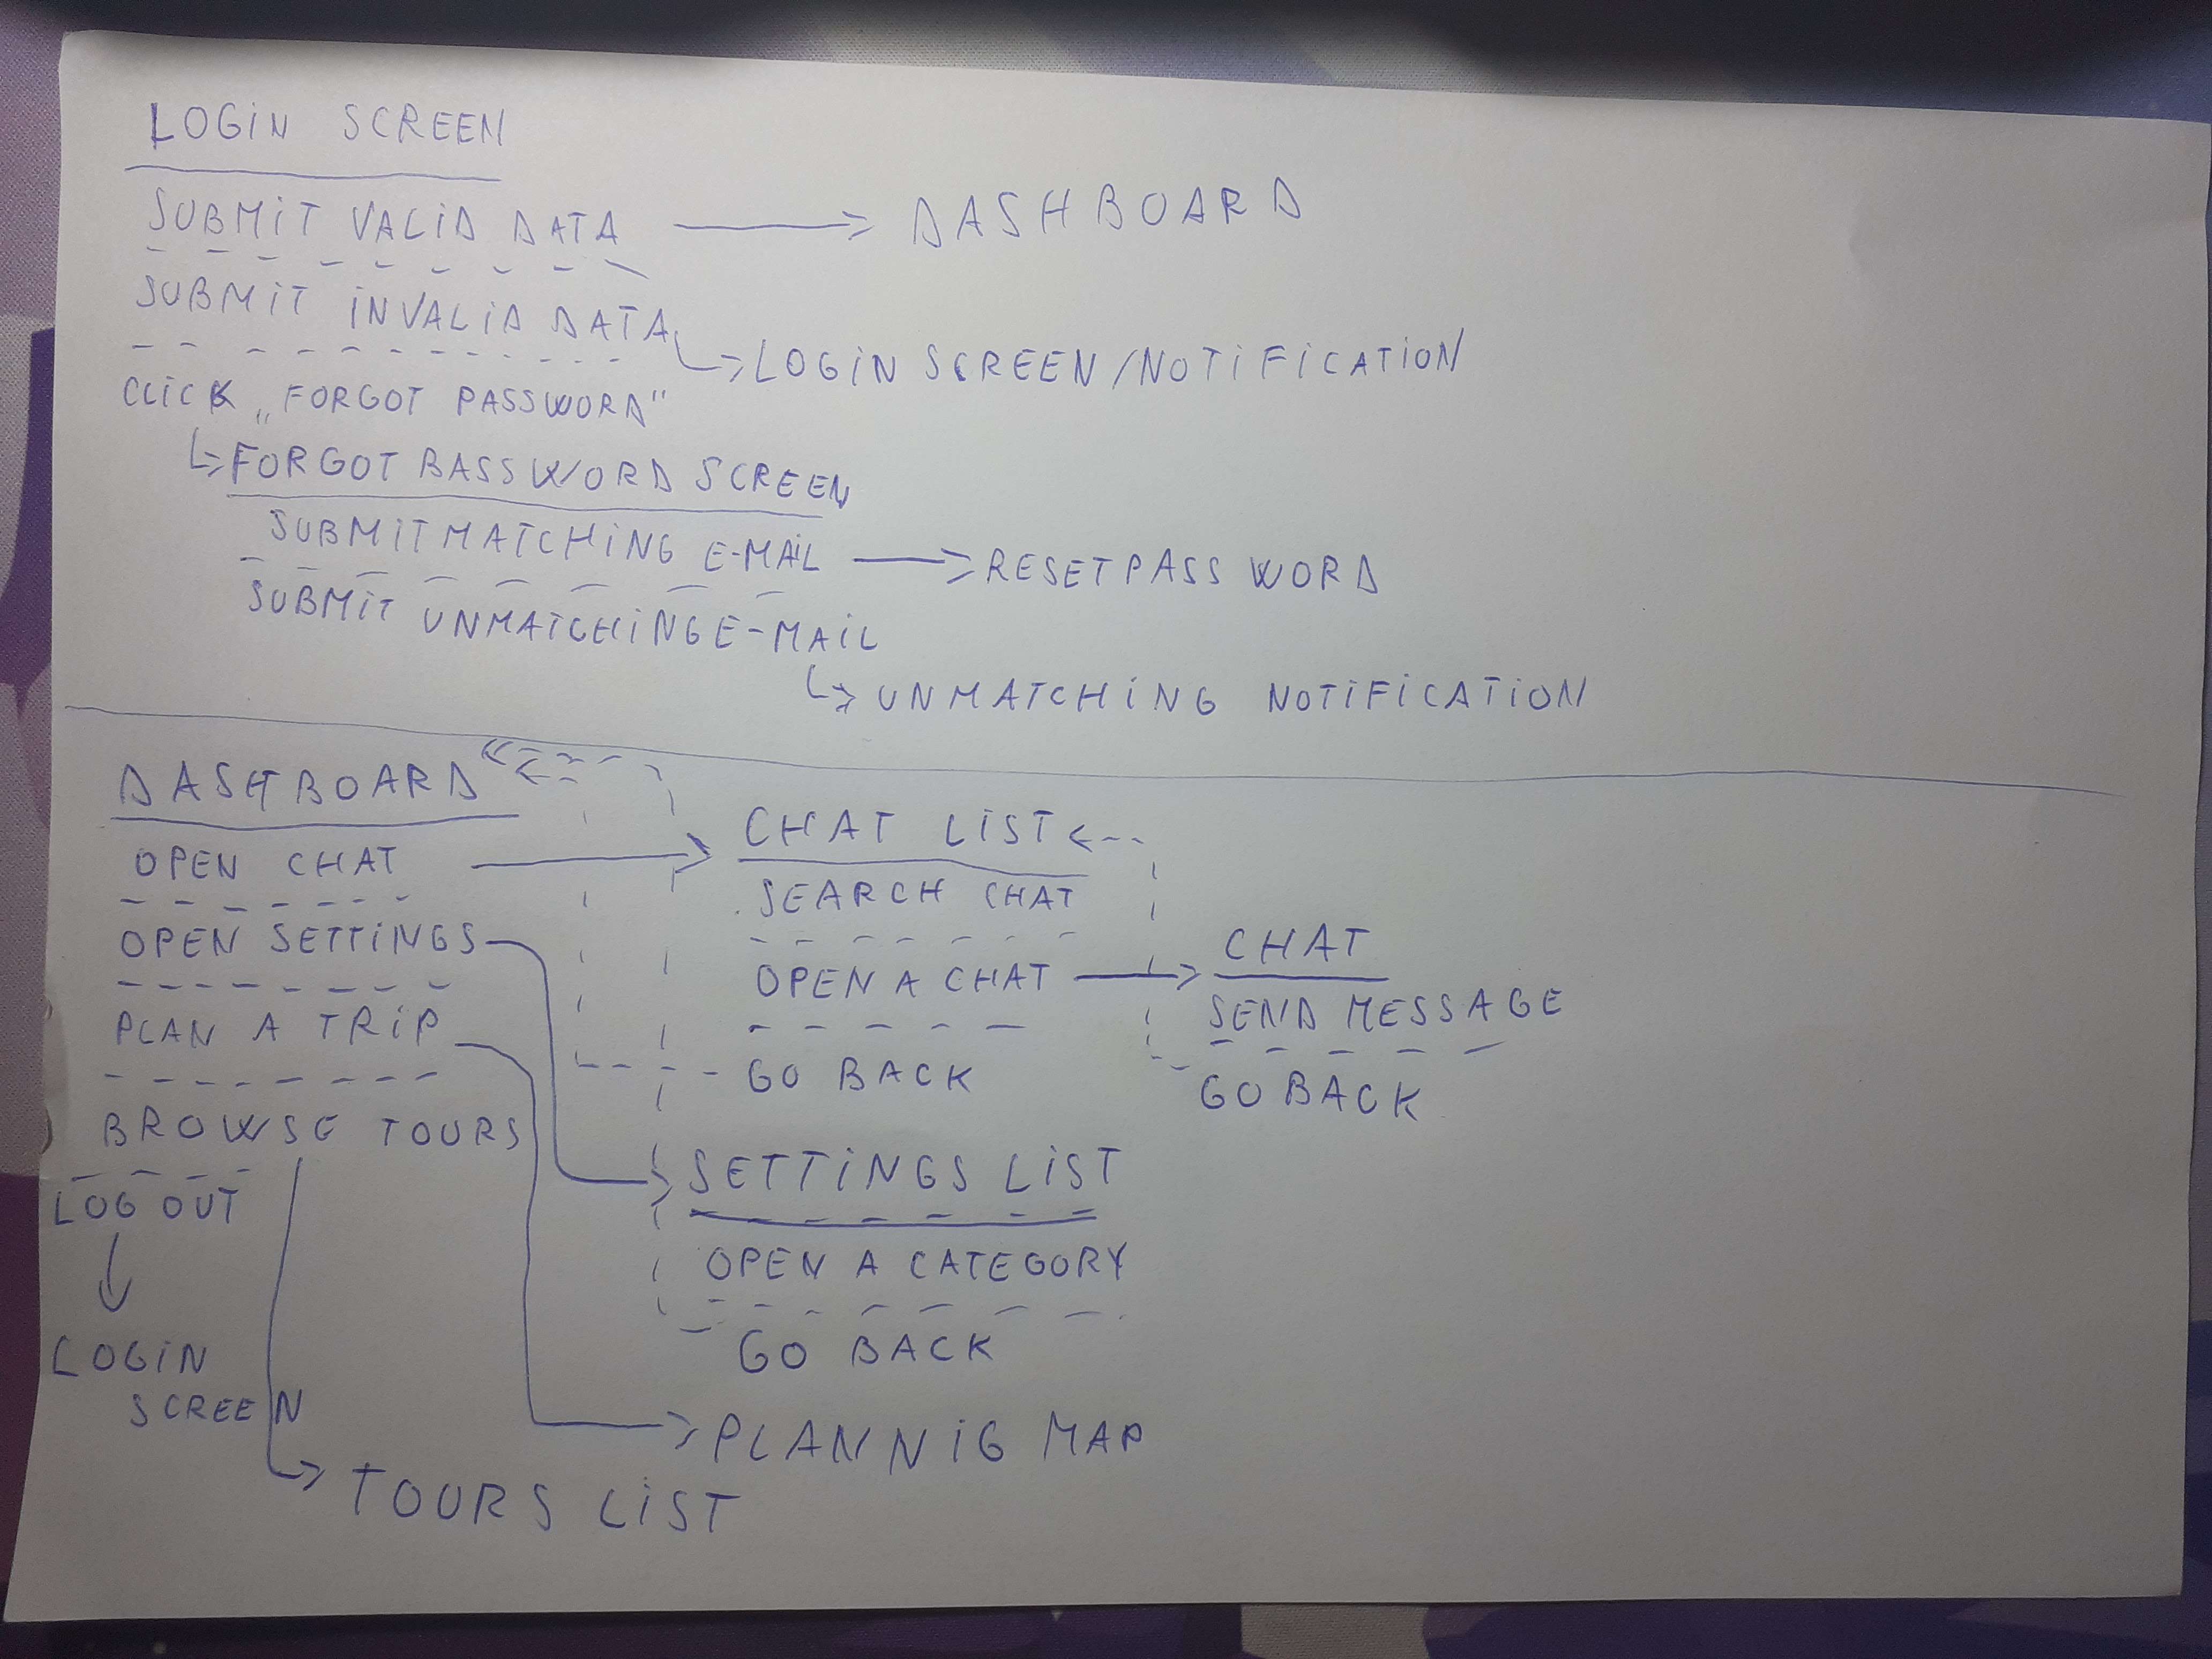 LOGIN SCREEN
SUBMIT VALID DATA → DASHBOARD
SUBMIT INVALID DATA
↳ LOGIN SCREEN/NOTIFICATION
CLICK „FORGOT PASSWORD"
↳ FORGOT BASSWORD SCREEN
SUBMIT MATCHING E-MAIL → RESET PASSWORD
SUBMIT UNMATCHING E-MAIL
↳ UNMATCHING NOTIFICATION
DASHBOARD
OPEN CHAT
OPEN SETTINGS
PLAN A TRIP
BROWSE TOURS
LOG OUT
LOGIN
SCREEN
CHAT LIST
SEARCH CHAT
OPEN A CHAT
GO BACK
CHAT
SEND MESSAGE
GO BACK
SETTINGS LIST
OPEN A CATEGORY
GO BACK
PLANNIG MAP
TOURS LIST